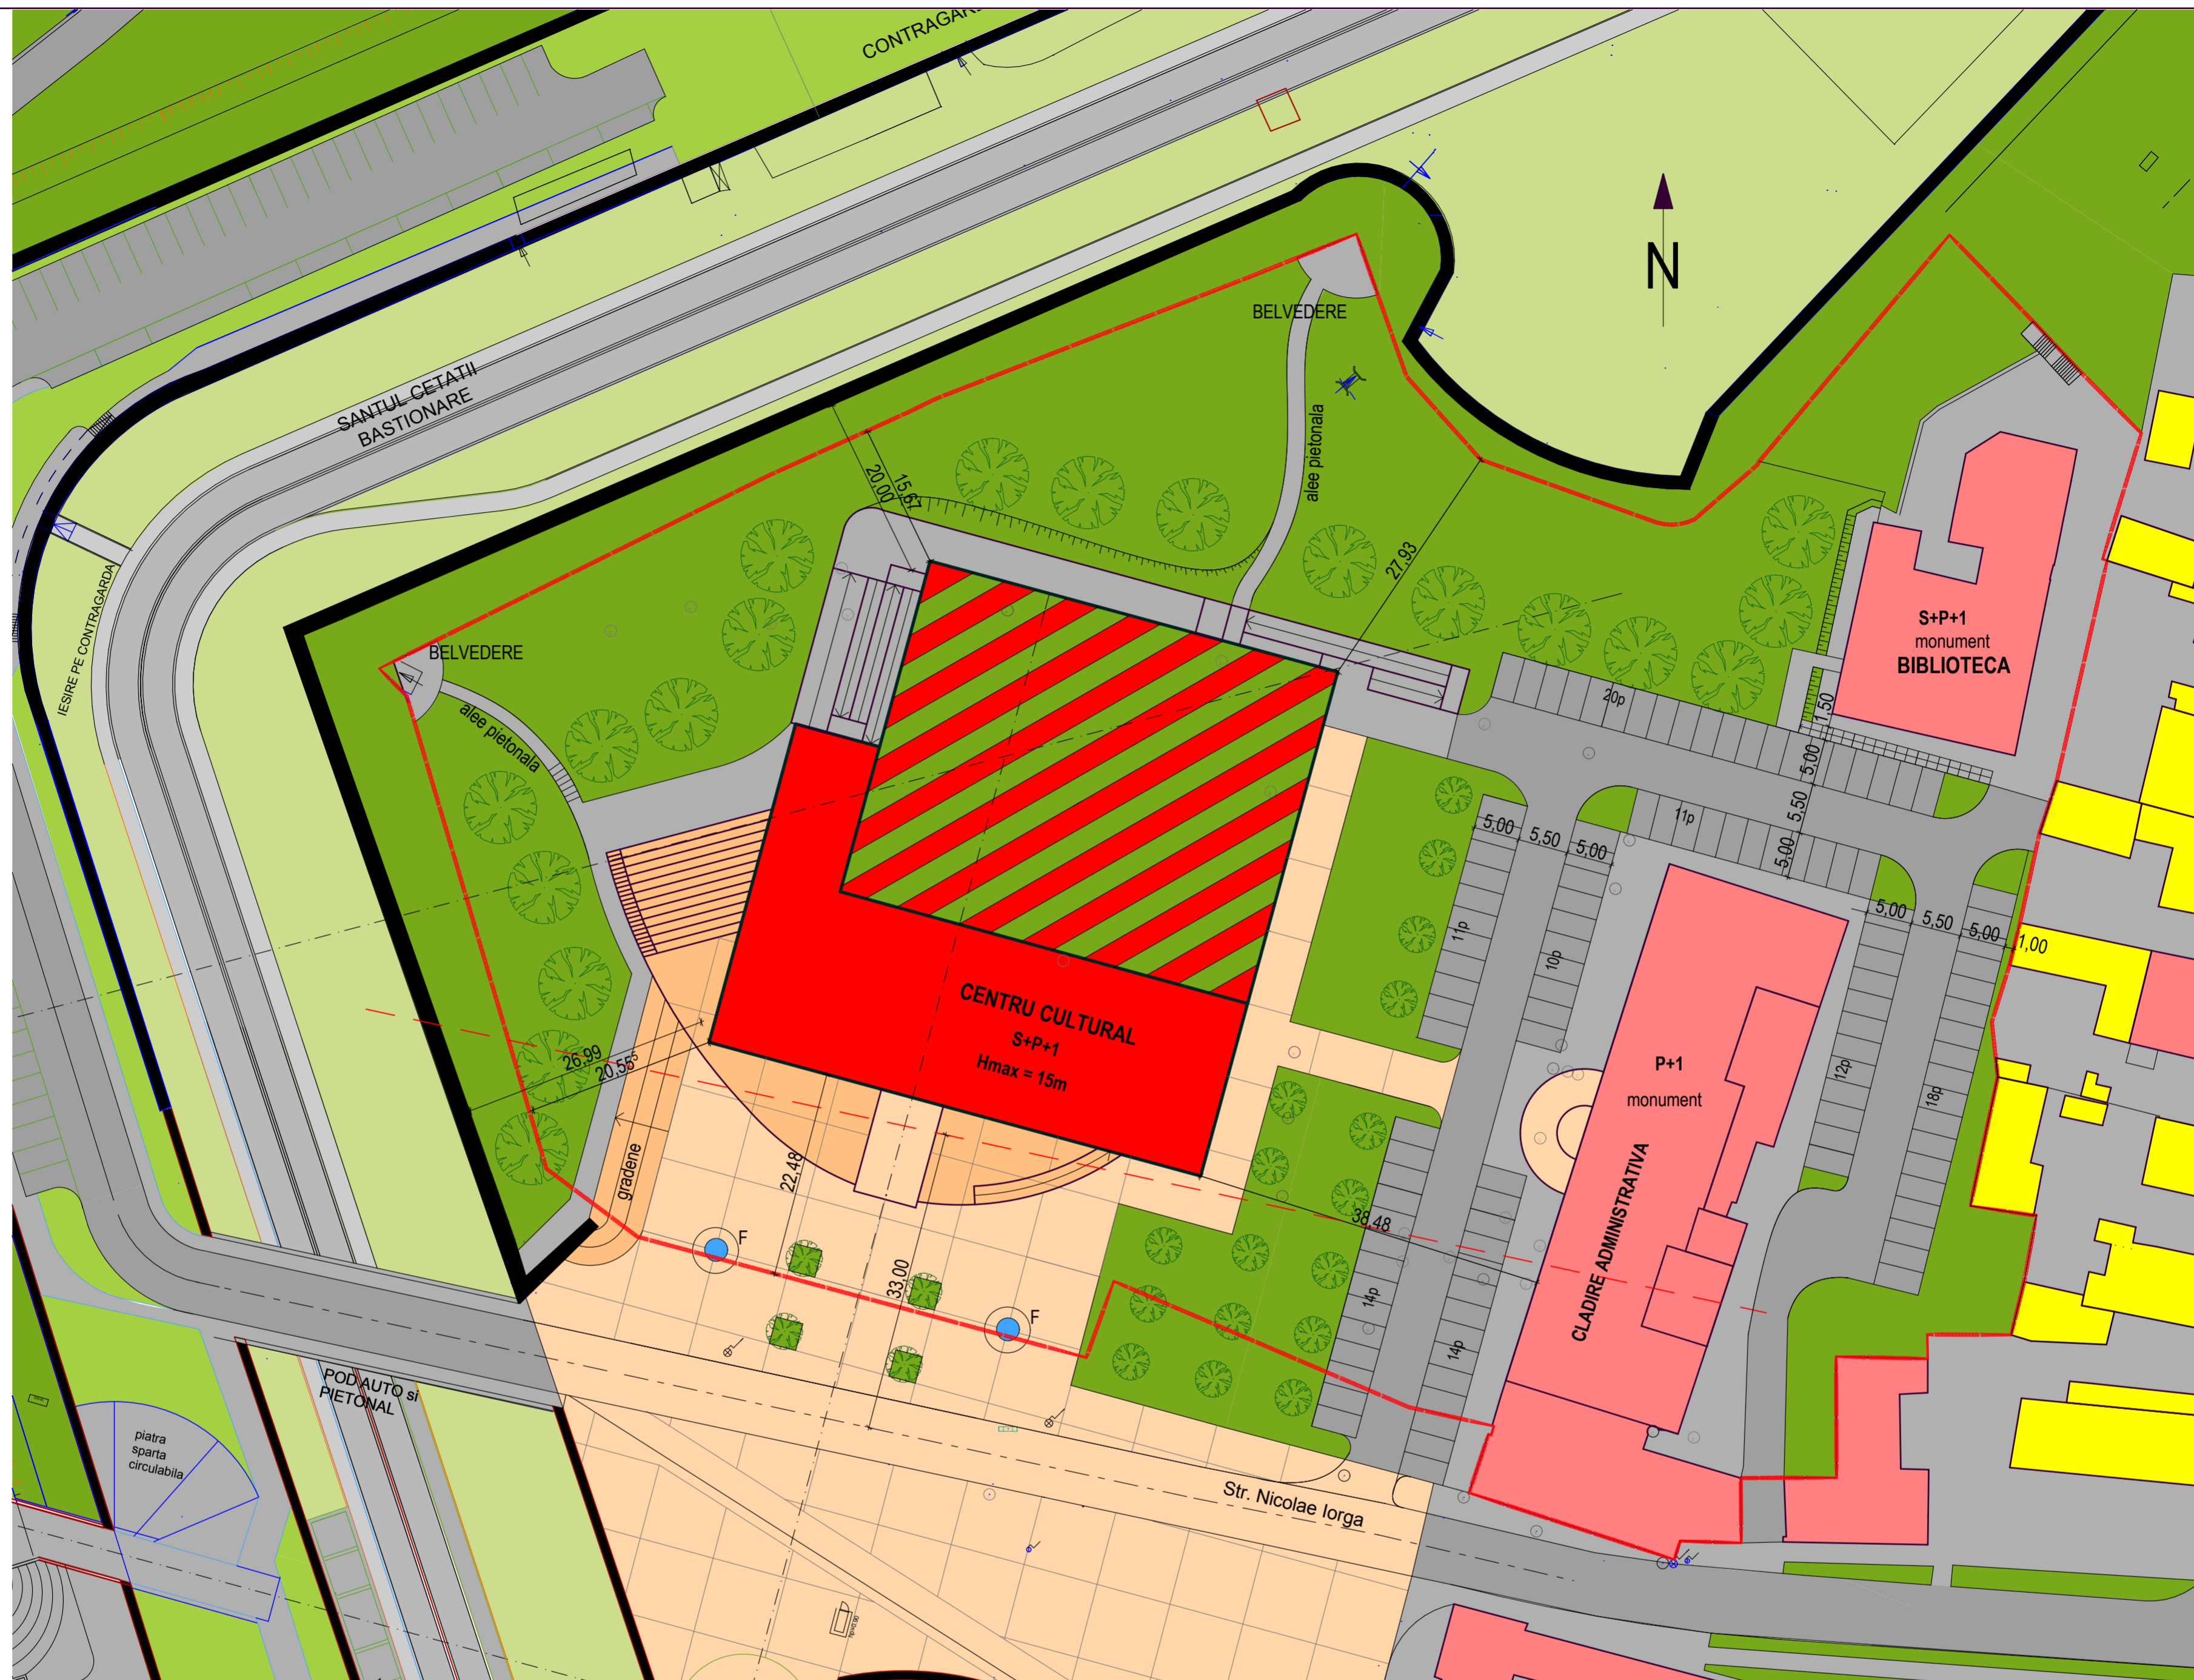 CONTRAGAR
N
BELVEDERE
SANTUL CETATII
BASTIONARE
alee pietonala
20,00
15,67
27,93
IESIRE PE CONTRAGARDA
BELVEDERE
alee pietonala
S+P+1
monument
BIBLIOTECA
20p
1,50
5,00
5,50
5,00
11p
5,00
5,50
5,00
11p
10p
5,00
5,50
5,00
1,00
CENTRU CULTURAL
S+P+1
Hmax = 15m
26,99
20,55⁵
P+1
monument
CLADIRE ADMINISTRATIVA
12p
18p
gradene
22,48
33,00
38,48
F
F
14p
14p
POD AUTO si
PIETONAL
piatra
sparta
circulabila
Str. Nicolae Iorga